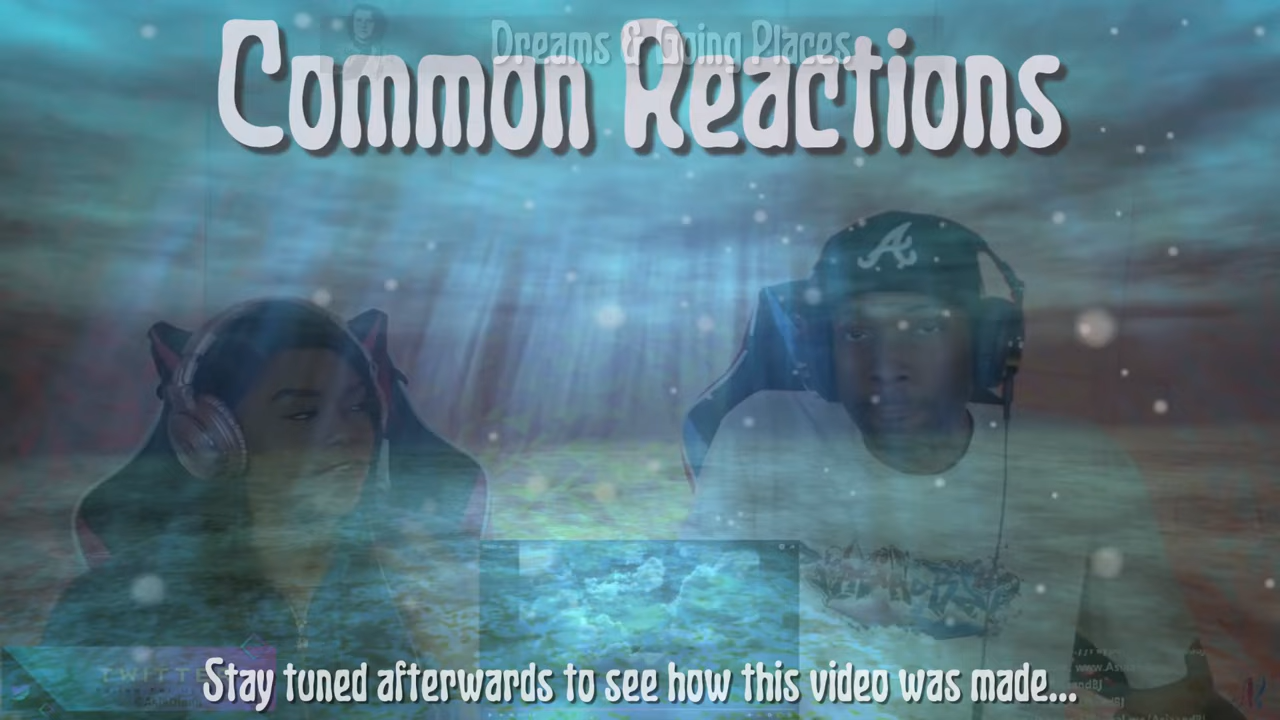 Dreams & Going Places
Common Reactions
Stay tuned afterwards to see how this video was made...